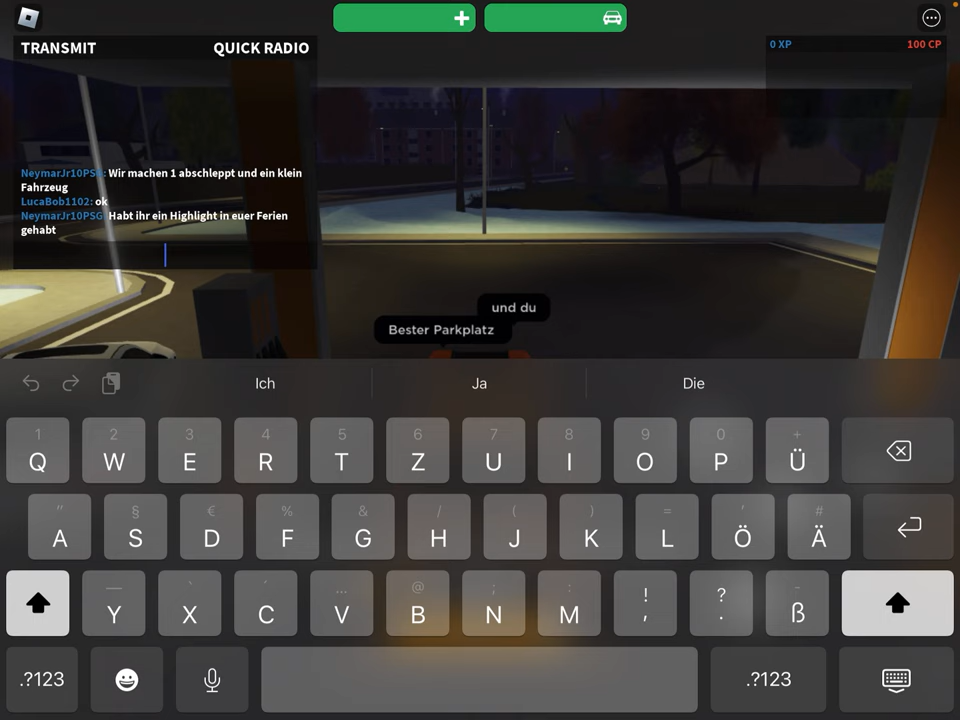 TRANSMIT QUICK RADIO
0 XP 100 CP
NeymarJr10PSG: Wir machen 1 abschleppt und ein klein
Fahrzeug
LucaBob1102: ok
NeymarJr10PSG: Habt ihr ein Highlight in euer Ferien
gehabt
und du
Bester Parkplatz
Ich Ja Die
1 2 3 4 5 6 7 8 9 0 +
Q W E R T Z U I O P Ü
" § € % & / ( ) = ' #
A S D F G H J K L Ö Ä
— ` ´ ... @ ; : ! ? -
Y X C V B N M , . ß
.?123 .?123